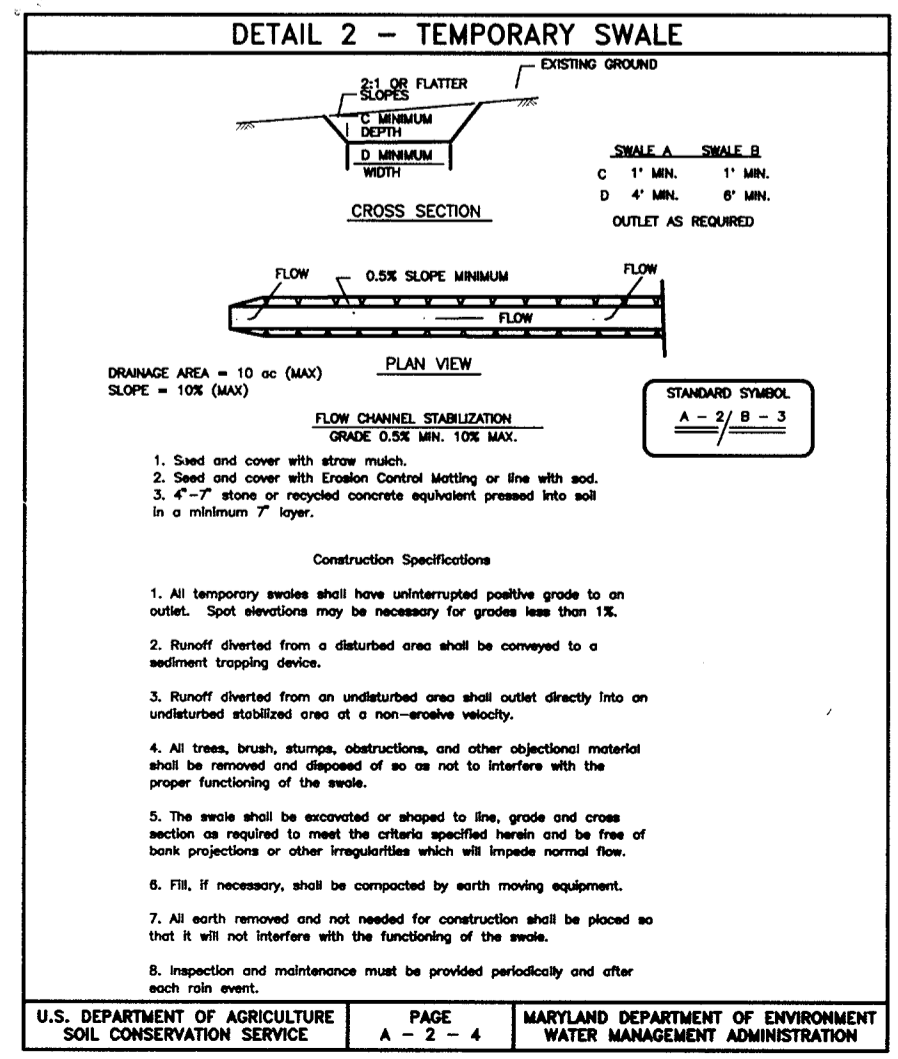 DETAIL 2 – TEMPORARY SWALE
EXISTING GROUND
2:1 OR FLATTER
SLOPES
C MINIMUM
DEPTH
D MINIMUM
WIDTH
CROSS SECTION
SWALE A SWALE B
C 1' MIN. 1' MIN.
D 4' MIN. 6' MIN.
OUTLET AS REQUIRED
FLOW
0.5% SLOPE MINIMUM
FLOW
FLOW
PLAN VIEW
DRAINAGE AREA = 10 ac (MAX)
SLOPE = 10% (MAX)
STANDARD SYMBOL
A – 2/ B – 3
FLOW CHANNEL STABILIZATION
GRADE 0.5% MIN. 10% MAX.
1. Seed and cover with straw mulch.
2. Seed and cover with Erosion Control Matting or line with sod.
3. 4"–7" stone or recycled concrete equivalent pressed into soil
in a minimum 7" layer.
Construction Specifications
1. All temporary swales shall have uninterrupted positive grade to an
outlet. Spot elevations may be necessary for grades less than 1%.
2. Runoff diverted from a disturbed area shall be conveyed to a
sediment trapping device.
3. Runoff diverted from an undisturbed area shall outlet directly into an
undisturbed stabilized area at a non–erosive velocity.
4. All trees, brush, stumps, obstructions, and other objectional material
shall be removed and disposed of so as not to interfere with the
proper functioning of the swale.
5. The swale shall be excavated or shaped to line, grade and cross
section as required to meet the criteria specified herein and be free of
bank projections or other irregularities which will impede normal flow.
6. Fill, if necessary, shall be compacted by earth moving equipment.
7. All earth removed and not needed for construction shall be placed so
that it will not interfere with the functioning of the swale.
8. Inspection and maintenance must be provided periodically and after
each rain event.
U.S. DEPARTMENT OF AGRICULTURE
SOIL CONSERVATION SERVICE
PAGE
A – 2 – 4
MARYLAND DEPARTMENT OF ENVIRONMENT
WATER MANAGEMENT ADMINISTRATION